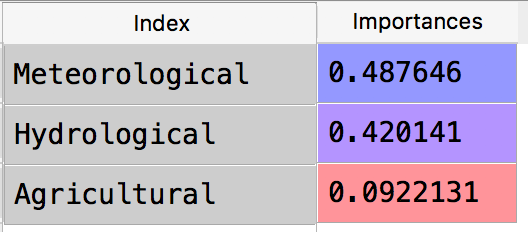 Index Importances
Meteorological 0.487646
Hydrological 0.420141
Agricultural 0.0922131